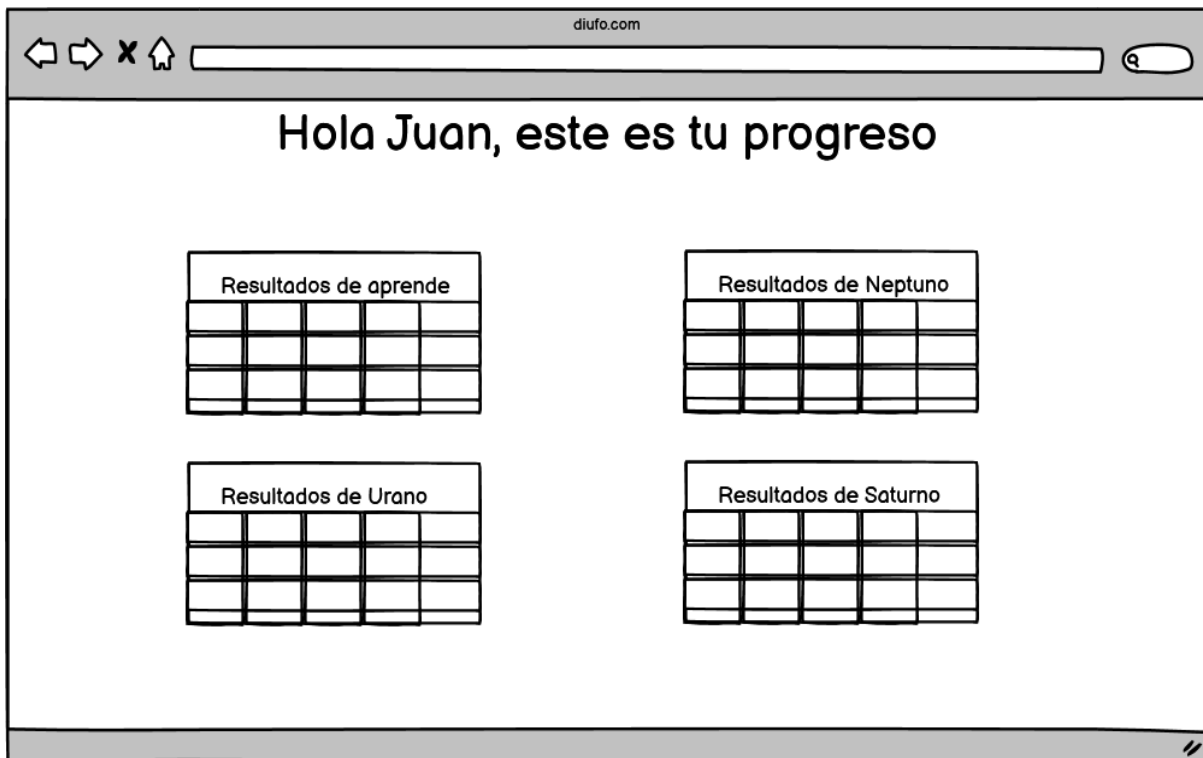 diufo.com
Hola Juan, este es tu progreso
Resultados de aprende
Resultados de Neptuno
Resultados de Urano
Resultados de Saturno